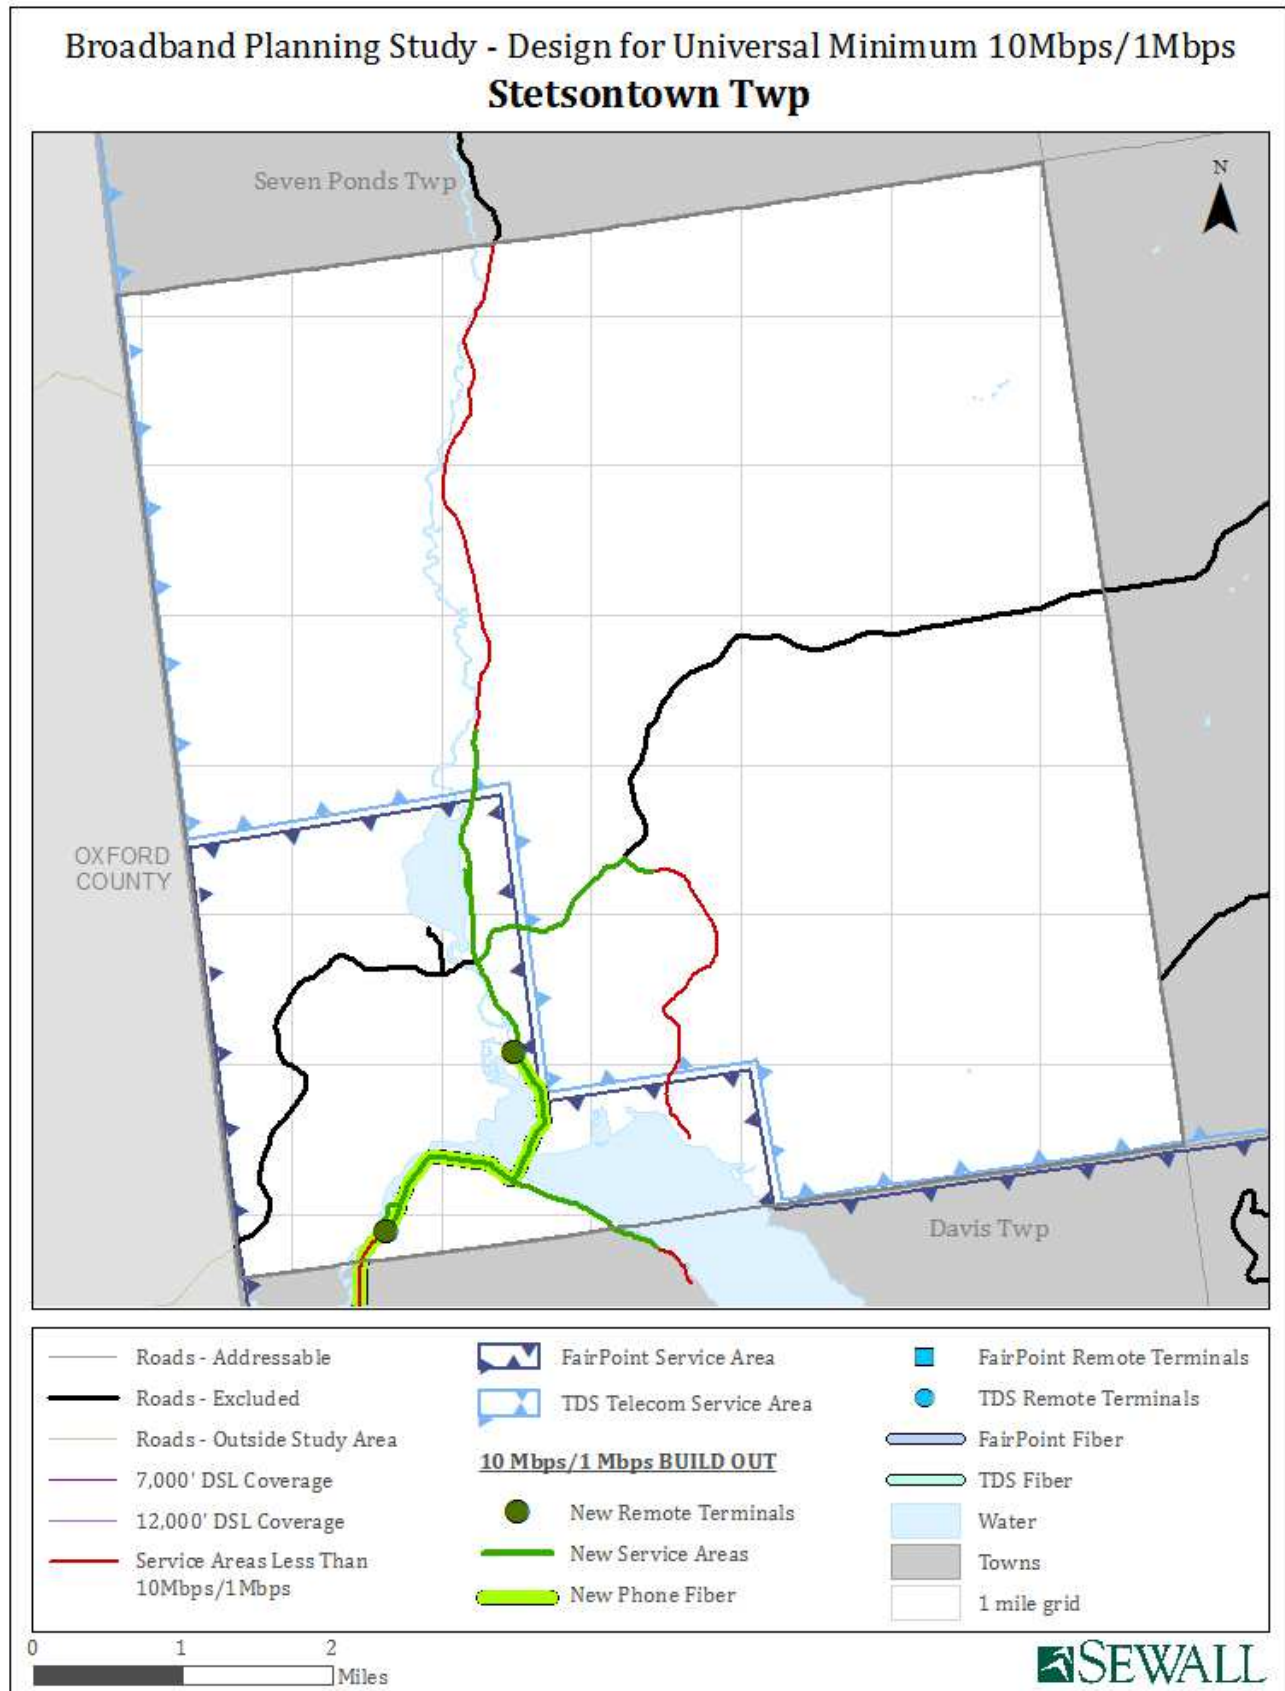 Broadband Planning Study - Design for Universal Minimum 10Mbps/1Mbps
Stetsontown Twp
Seven Ponds Twp
N
OXFORD
COUNTY
Davis Twp
Roads - Addressable
Roads - Excluded
Roads - Outside Study Area
7,000' DSL Coverage
12,000' DSL Coverage
Service Areas Less Than
10Mbps/1Mbps
FairPoint Service Area
TDS Telecom Service Area
10 Mbps/1 Mbps BUILD OUT
New Remote Terminals
New Service Areas
New Phone Fiber
FairPoint Remote Terminals
TDS Remote Terminals
FairPoint Fiber
TDS Fiber
Water
Towns
1 mile grid
0 1 2
Miles
SEWALL